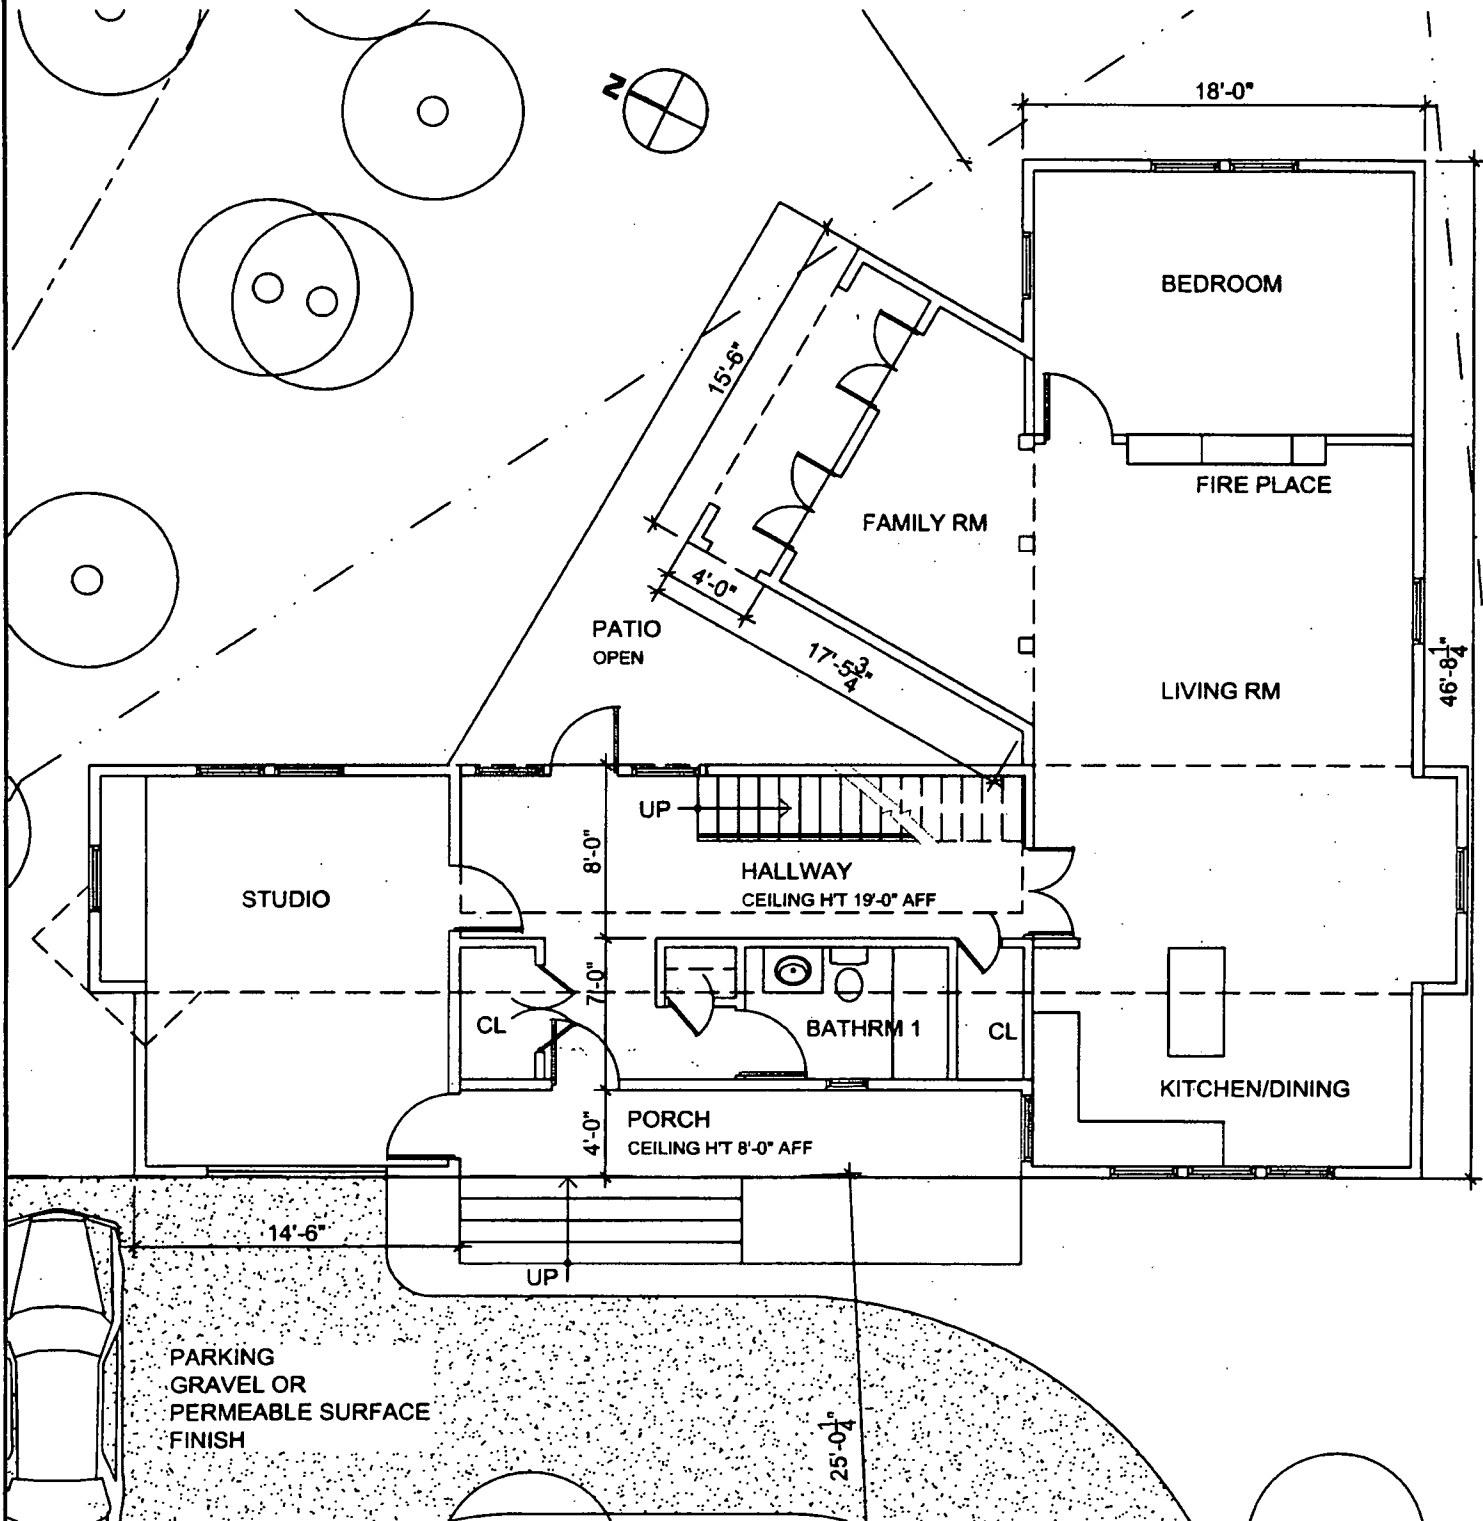 N
18'-0"
BEDROOM
15'-6"
FIRE PLACE
FAMILY RM
4'-0"
PATIO
OPEN
17'-5 3/4"
46'-8 1/4"
LIVING RM
UP
8'-0"
HALLWAY
CEILING H'T 19'-0" AFF
STUDIO
7'-0"
CL
BATHRM 1
CL
KITCHEN/DINING
4'-0"
PORCH
CEILING H'T 8'-0" AFF
14'-6"
UP
PARKING
GRAVEL OR
PERMEABLE SURFACE
FINISH
25'-0 1/4"